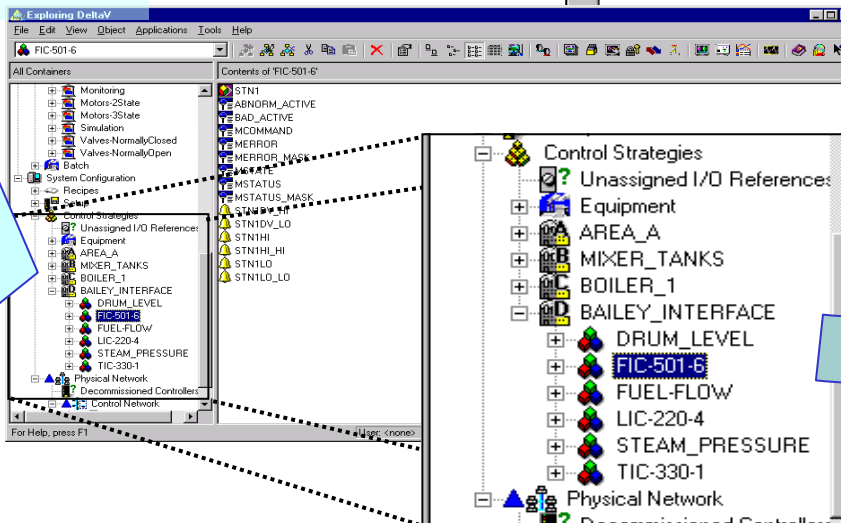 Exploring DeltaV
File Edit View Object Applications Tools Help
FIC-501-6
All Containers
Contents of 'FIC-501-6'
Monitoring
Motors-2State
Motors-3State
Simulation
Valves-NormallyClosed
Valves-NormallyOpen
Batch
System Configuration
Recipes
Setup
Control Strategies
Unassigned I/O References
Equipment
AREA_A
MIXER_TANKS
BOILER_1
BAILEY_INTERFACE
DRUM_LEVEL
FIC-501-6
FUEL-FLOW
LIC-220-4
STEAM_PRESSURE
TIC-330-1
Physical Network
Decommissioned Controllers
Control Network
STN1
ABNORM_ACTIVE
BAD_ACTIVE
MCOMMAND
MERROR
MERROR_MASK
MSTATE
MSTATUS
MSTATUS_MASK
STN1DV_HI
STN1DV_LO
STN1HI
STN1HI_HI
STN1LO
STN1LO_LO
For Help, press F1
User: <none>
Control Strategies
Unassigned I/O References
Equipment
AREA_A
MIXER_TANKS
BOILER_1
BAILEY_INTERFACE
DRUM_LEVEL
FIC-501-6
FUEL-FLOW
LIC-220-4
STEAM_PRESSURE
TIC-330-1
Physical Network